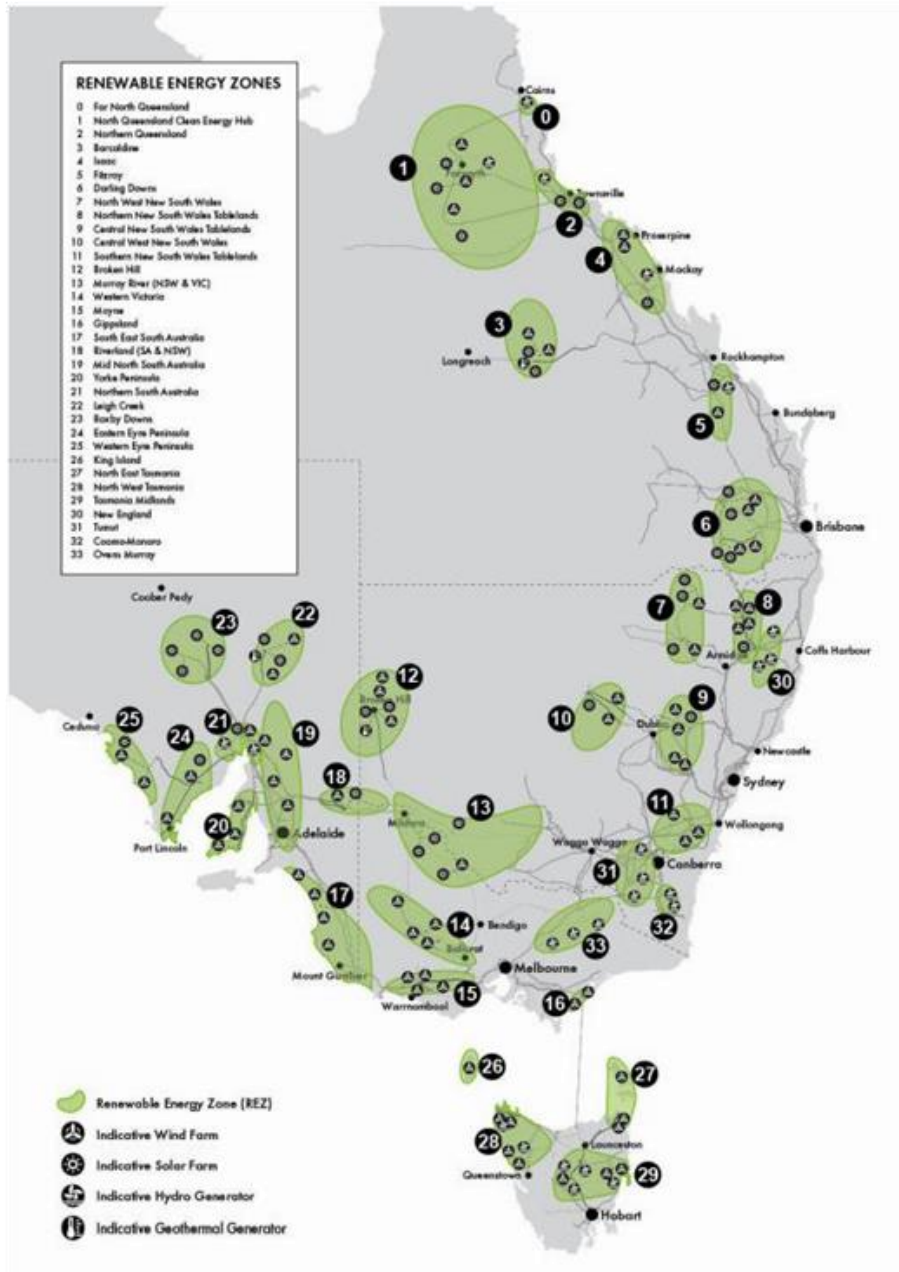 RENEWABLE ENERGY ZONES
0 Far North Queensland
1 North Queensland Clean Energy Hub
2 Northern Queensland
3 Barcaldine
4 Isaac
5 Fitzroy
6 Darling Downs
7 North West New South Wales
8 Northern New South Wales Tablelands
9 Central New South Wales Tablelands
10 Central West New South Wales
11 Southern New South Wales Tablelands
12 Broken Hill
13 Murray River (NSW & VIC)
14 Western Victoria
15 Moyne
16 Gippsland
17 South East South Australia
18 Riverland (SA & NSW)
19 Mid North South Australia
20 Yorke Peninsula
21 Northern South Australia
22 Leigh Creek
23 Roxby Downs
24 Eastern Eyre Peninsula
25 Western Eyre Peninsula
26 King Island
27 North East Tasmania
28 North West Tasmania
29 Tasmania Midlands
30 New England
31 Tumut
32 Cooma-Monaro
33 Ovens Murray
Cairns
0
1
Townsville
2
Proserpine
4
Mackay
3
Longreach
Rockhampton
5
Bundaberg
6
Brisbane
Coober Pedy
7
8
23
22
Armidale
Coffs Harbour
30
12
Broken Hill
25
Ceduna
24
21
19
10
9
Dubbo
Newcastle
Sydney
18
20
Adelaide
Port Lincoln
Mildura
13
11
Wollongong
Wagga Wagga
31
Canberra
32
17
14
Bendigo
33
Ballarat
Mount Gambier
Melbourne
15
Warrnambool
16
26
27
28
Launceston
Queenstown
29
Hobart
Renewable Energy Zone (REZ)
Indicative Wind Farm
Indicative Solar Farm
Indicative Hydro Generator
Indicative Geothermal Generator